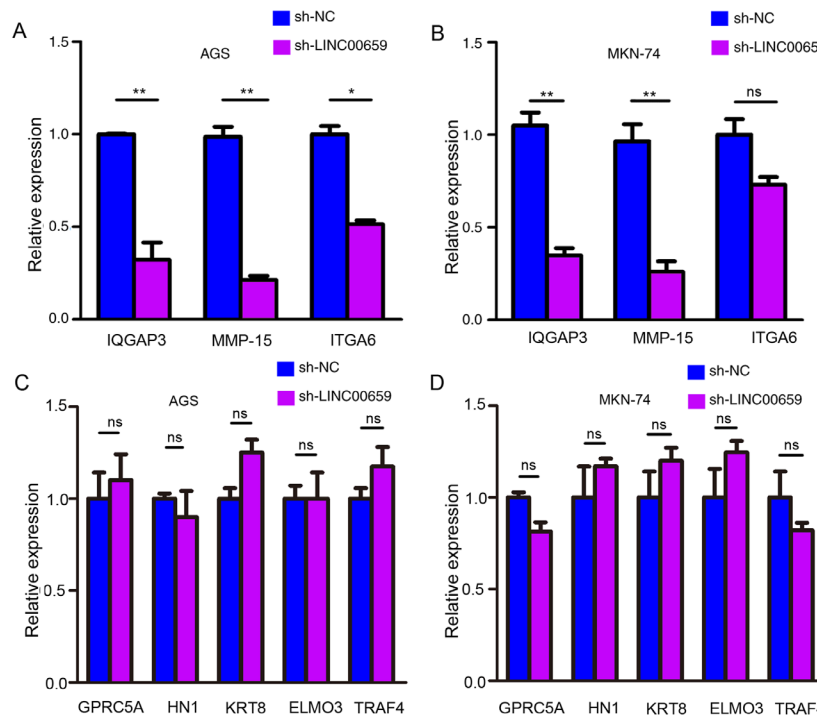 A
sh-NC
sh-LINC00659
AGS
Relative expression
1.5
1.0
0.5
0.0
**
**
*
IQGAP3
MMP-15
ITGA6
B
sh-NC
sh-LINC0065
MKN-74
Relative expression
1.5
1.0
0.5
0.0
**
**
ns
IQGAP3
MMP-15
ITGA6
C
sh-NC
sh-LINC00659
AGS
Relative expression
1.5
1.0
0.5
0.0
ns
ns
ns
ns
ns
GPRC5A
HN1
KRT8
ELMO3
TRAF4
D
sh-NC
sh-LINC00659
MKN-74
Relative expression
1.5
1.0
0.5
0.0
ns
ns
ns
ns
ns
GPRC5A
HN1
KRT8
ELMO3
TRAF4